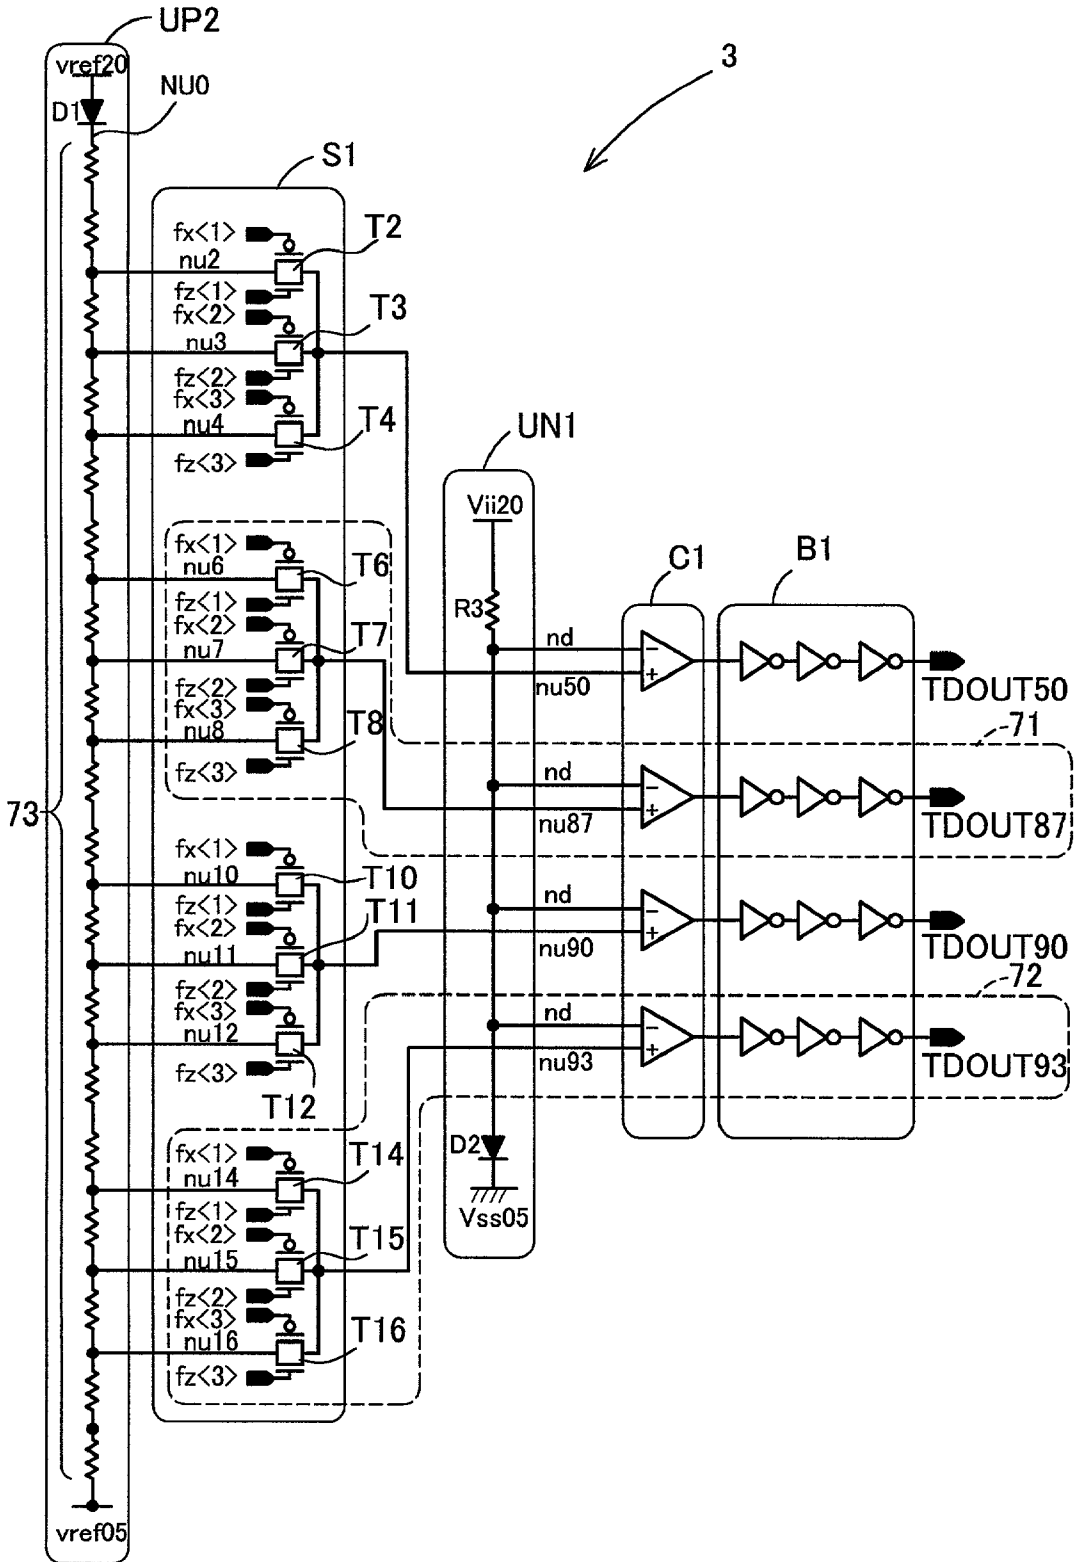 UP2
3
vref20
NU0
D1
S1
fx<1>
T2
nu2
fz<1>
fx<2>
T3
nu3
fz<2>
fx<3>
T4
nu4
fz<3>
UN1
Vii20
fx<1>
T6
nu6
fz<1>
fx<2>
T7
nu7
fz<2>
fx<3>
T8
nu8
fz<3>
C1
B1
R3
nd
−
+
nu50
TDOUT50
71
nd
−
+
nu87
TDOUT87
73
fx<1>
T10
nu10
fz<1>
fx<2>
T11
nu11
fz<2>
fx<3>
nu12
fz<3>
T12
nd
−
+
nu90
TDOUT90
72
nd
−
+
nu93
TDOUT93
D2
Vss05
fx<1>
T14
nu14
fz<1>
fx<2>
T15
nu15
fz<2>
fx<3>
T16
nu16
fz<3>
vref05